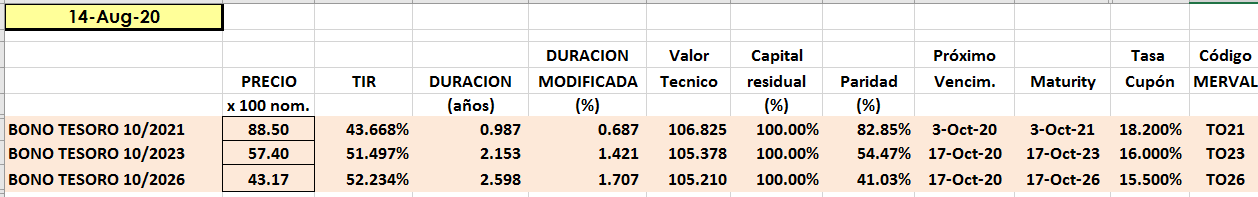 14-Aug-20
DURACION Valor Capital Próximo Tasa Código
PRECIO TIR DURACION MODIFICADA Tecnico residual Paridad Vencim. Maturity Cupón MERVAL
x 100 nom. (años) (%) (%) (%)
BONO TESORO 10/2021 88.50 43.668% 0.987 0.687 106.825 100.00% 82.85% 3-Oct-20 3-Oct-21 18.200% TO21
BONO TESORO 10/2023 57.40 51.497% 2.153 1.421 105.378 100.00% 54.47% 17-Oct-20 17-Oct-23 16.000% TO23
BONO TESORO 10/2026 43.17 52.234% 2.598 1.707 105.210 100.00% 41.03% 17-Oct-20 17-Oct-26 15.500% TO26